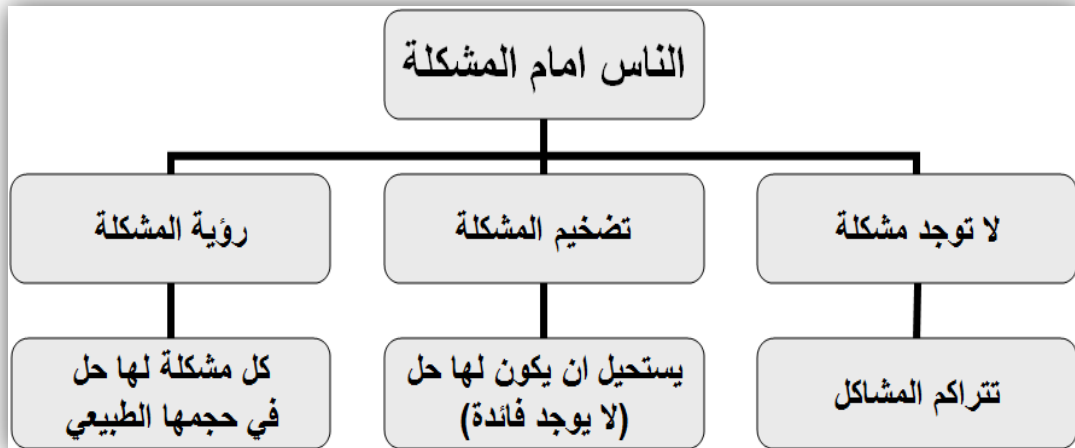 الناس امام المشكلة
لا توجد مشكلة
تضخيم المشكلة
رؤية المشكلة
تتراكم المشاكل
يستحيل ان يكون لها حل
(لا يوجد فائدة)
كل مشكلة لها حل
في حجمها الطبيعي